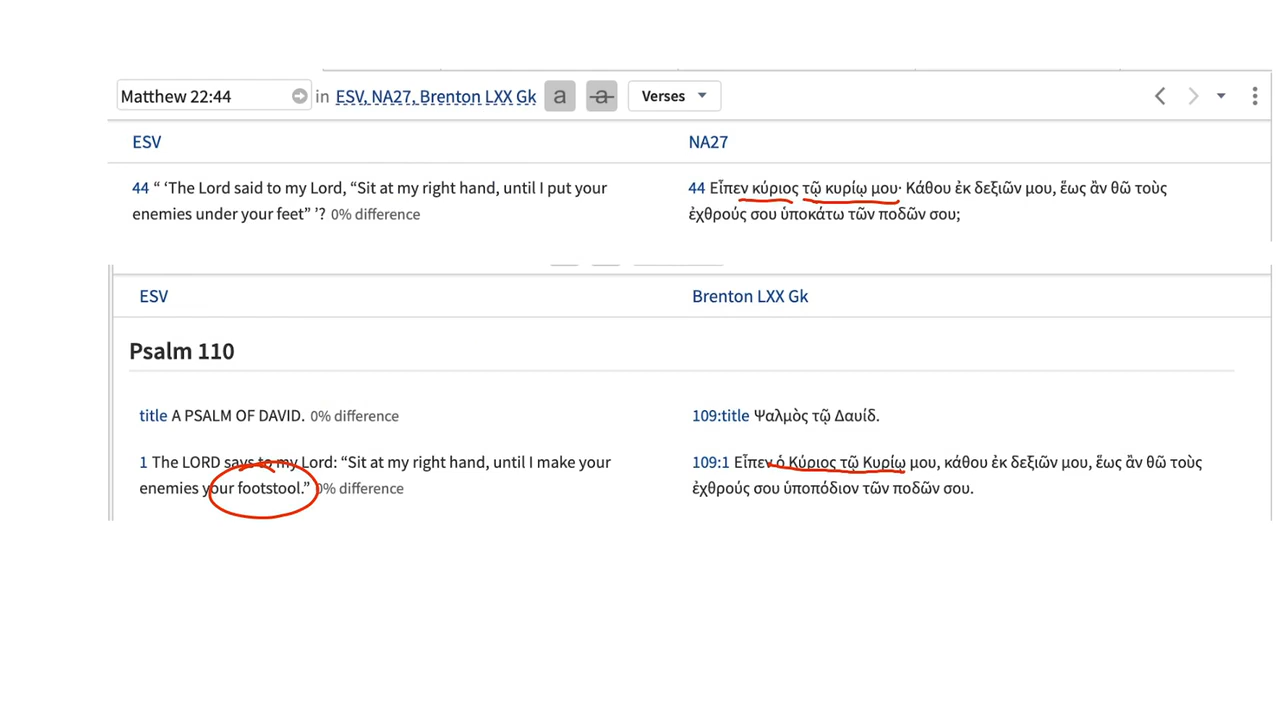 Matthew 22:44 in ESV, NA27, Brenton LXX Gk a a Verses
ESV NA27
44 “ ‘The Lord said to my Lord, “Sit at my right hand, until I put your
enemies under your feet” ’? 0% difference
44 Εἶπεν κύριος τῷ κυρίῳ μου· Κάθου ἐκ δεξιῶν μου, ἕως ἂν θῶ τοὺς
ἐχθρούς σου ὑποκάτω τῶν ποδῶν σου;
ESV Brenton LXX Gk
Psalm 110
title A PSALM OF DAVID. 0% difference
109:title Ψαλμὸς τῷ Δαυίδ.
1 The LORD says to my Lord: “Sit at my right hand, until I make your
enemies your footstool.” 0% difference
109:1 Εἶπεν ὁ Κύριος τῷ Κυρίῳ μου, κάθου ἐκ δεξιῶν μου, ἕως ἂν θῶ τοὺς
ἐχθρούς σου ὑποπόδιον τῶν ποδῶν σου.